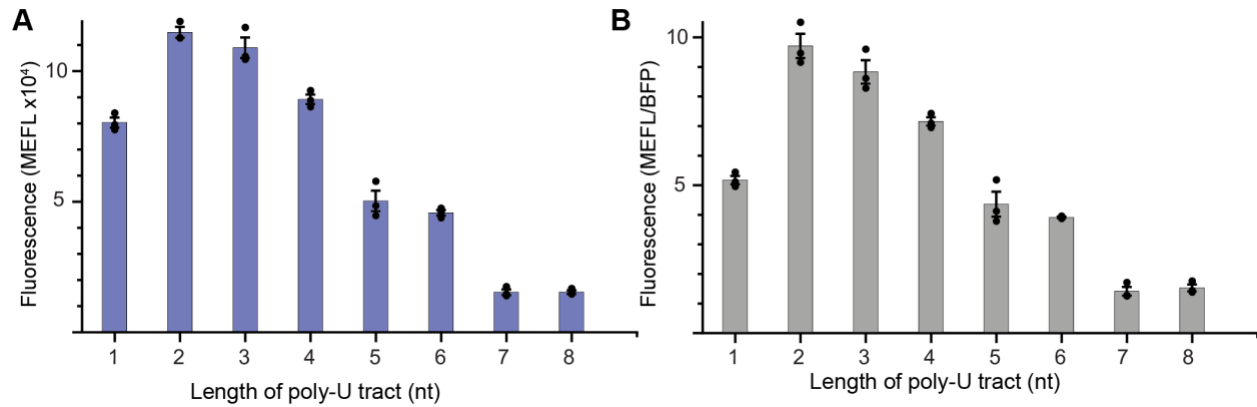 A
Fluorescence (MEFL x10⁴)
10
5
1 2 3 4 5 6 7 8
Length of poly-U tract (nt)
B
Fluorescence (MEFL/BFP)
10
5
1 2 3 4 5 6 7 8
Length of poly-U tract (nt)